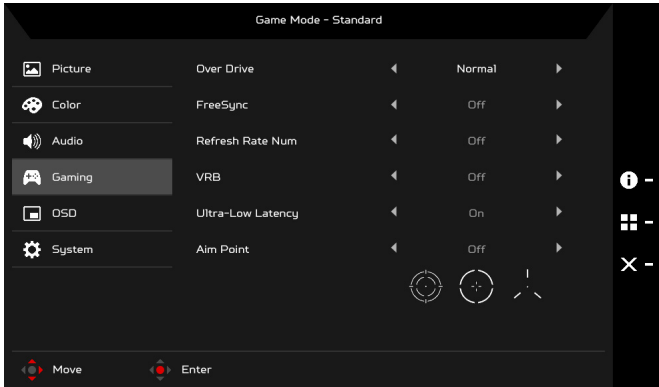 Game Mode - Standard
Picture
Over Drive Normal
Color
FreeSync Off
Audio
Refresh Rate Num Off
Gaming
VRB Off
OSD
Ultra-Low Latency On
System
Aim Point Off
Move Enter